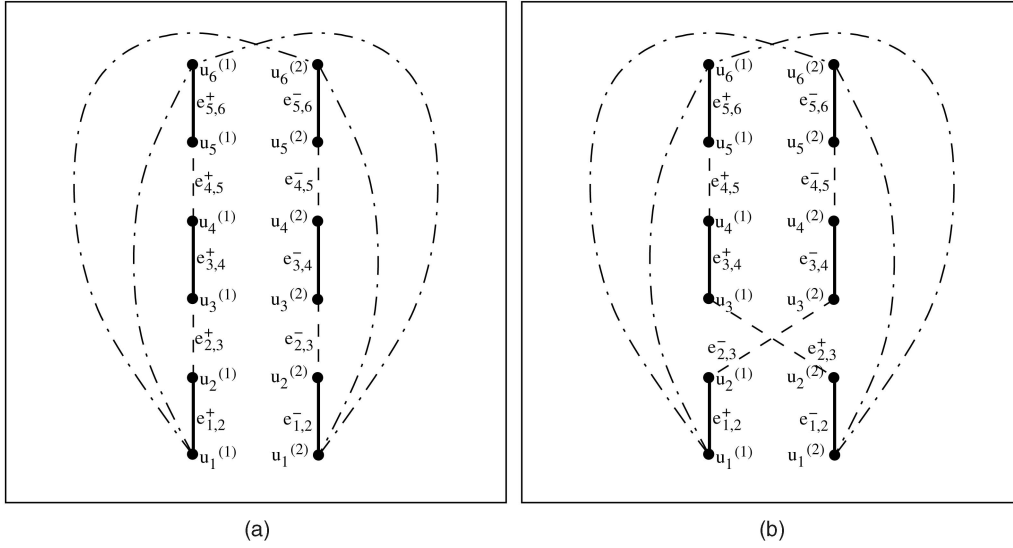 u₆⁽¹⁾ u₆⁽²⁾
e⁺₅,₆ e⁻₅,₆
u₅⁽¹⁾ u₅⁽²⁾
e⁺₄,₅ e⁻₄,₅
u₄⁽¹⁾ u₄⁽²⁾
e⁺₃,₄ e⁻₃,₄
u₃⁽¹⁾ u₃⁽²⁾
e⁺₂,₃ e⁻₂,₃
u₂⁽¹⁾ u₂⁽²⁾
e⁺₁,₂ e⁻₁,₂
u₁⁽¹⁾ u₁⁽²⁾
(a)
u₆⁽¹⁾ u₆⁽²⁾
e⁺₅,₆ e⁻₅,₆
u₅⁽¹⁾ u₅⁽²⁾
e⁺₄,₅ e⁻₄,₅
u₄⁽¹⁾ u₄⁽²⁾
e⁺₃,₄ e⁻₃,₄
u₃⁽¹⁾ u₃⁽²⁾
e⁻₂,₃ e⁺₂,₃
u₂⁽¹⁾ u₂⁽²⁾
e⁺₁,₂ e⁻₁,₂
u₁⁽¹⁾ u₁⁽²⁾
(b)